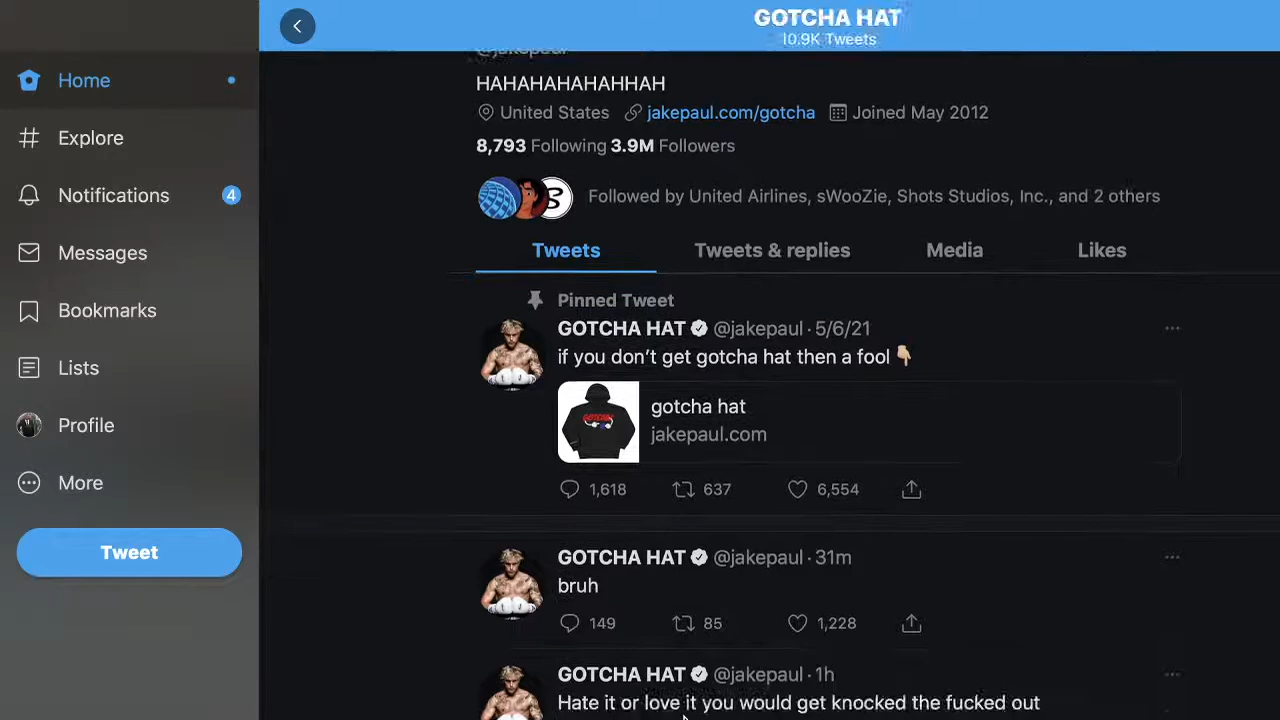 GOTCHA HAT
10.9K Tweets
Home
Explore
Notifications 4
Messages
Bookmarks
Lists
Profile
More
Tweet
@jakepaul
HAHAHAHAHAHHAH
United States jakepaul.com/gotcha Joined May 2012
8,793 Following 3.9M Followers
Followed by United Airlines, sWooZie, Shots Studios, Inc., and 2 others
Tweets Tweets & replies Media Likes
Pinned Tweet
GOTCHA HAT @jakepaul · 5/6/21
if you don’t get gotcha hat then a fool 👇🏼
GOTCHA
gotcha hat
jakepaul.com
1,618 637 6,554
GOTCHA HAT @jakepaul · 31m
bruh
149 85 1,228
GOTCHA HAT @jakepaul · 1h
Hate it or love it you would get knocked the fucked out